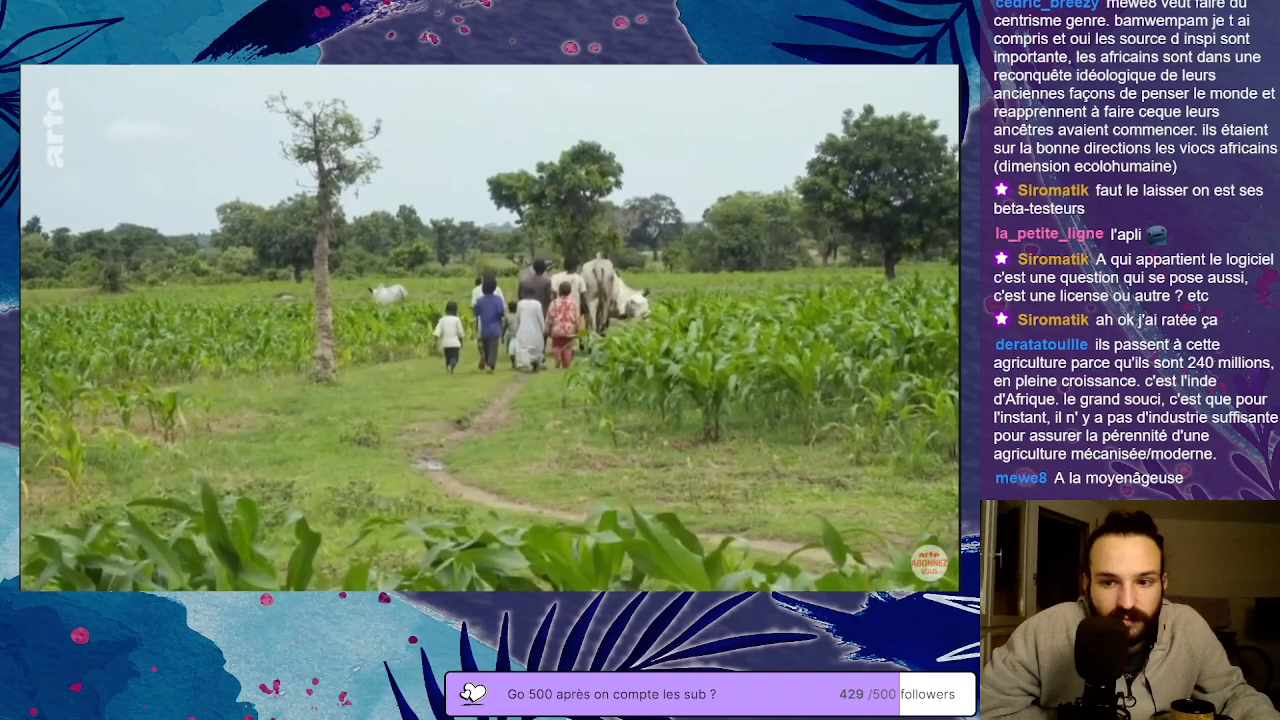 cedric_breezy mewe8 veut faire du
centrisme genre. bamwempam je t ai
compris et oui les source d inspi sont
importante, les africains sont dans une
reconquête idéologique de leurs
anciennes façons de penser le monde et
reapprennent à faire ceque leurs
ancêtres avaient commencer. ils étaient
sur la bonne directions les viocs africains
(dimension ecolohumaine)
Siromatik faut le laisser on est ses
beta-testeurs
la_petite_ligne l'apli
Siromatik A qui appartient le logiciel
c'est une question qui se pose aussi,
c'est une license ou autre ? etc
Siromatik ah ok j'ai ratée ça
deratatouille ils passent à cette
agriculture parce qu'ils sont 240 millions,
en pleine croissance. c'est l'inde
d'Afrique. le grand souci, c'est que pour
l'instant, il n' y a pas d'industrie suffisante
pour assurer la pérennité d'une
agriculture mécanisée/moderne.
mewe8 A la moyenâgeuse
arte
arte
ABONNEZ
VOUS
Go 500 après on compte les sub ? 429 /500 followers